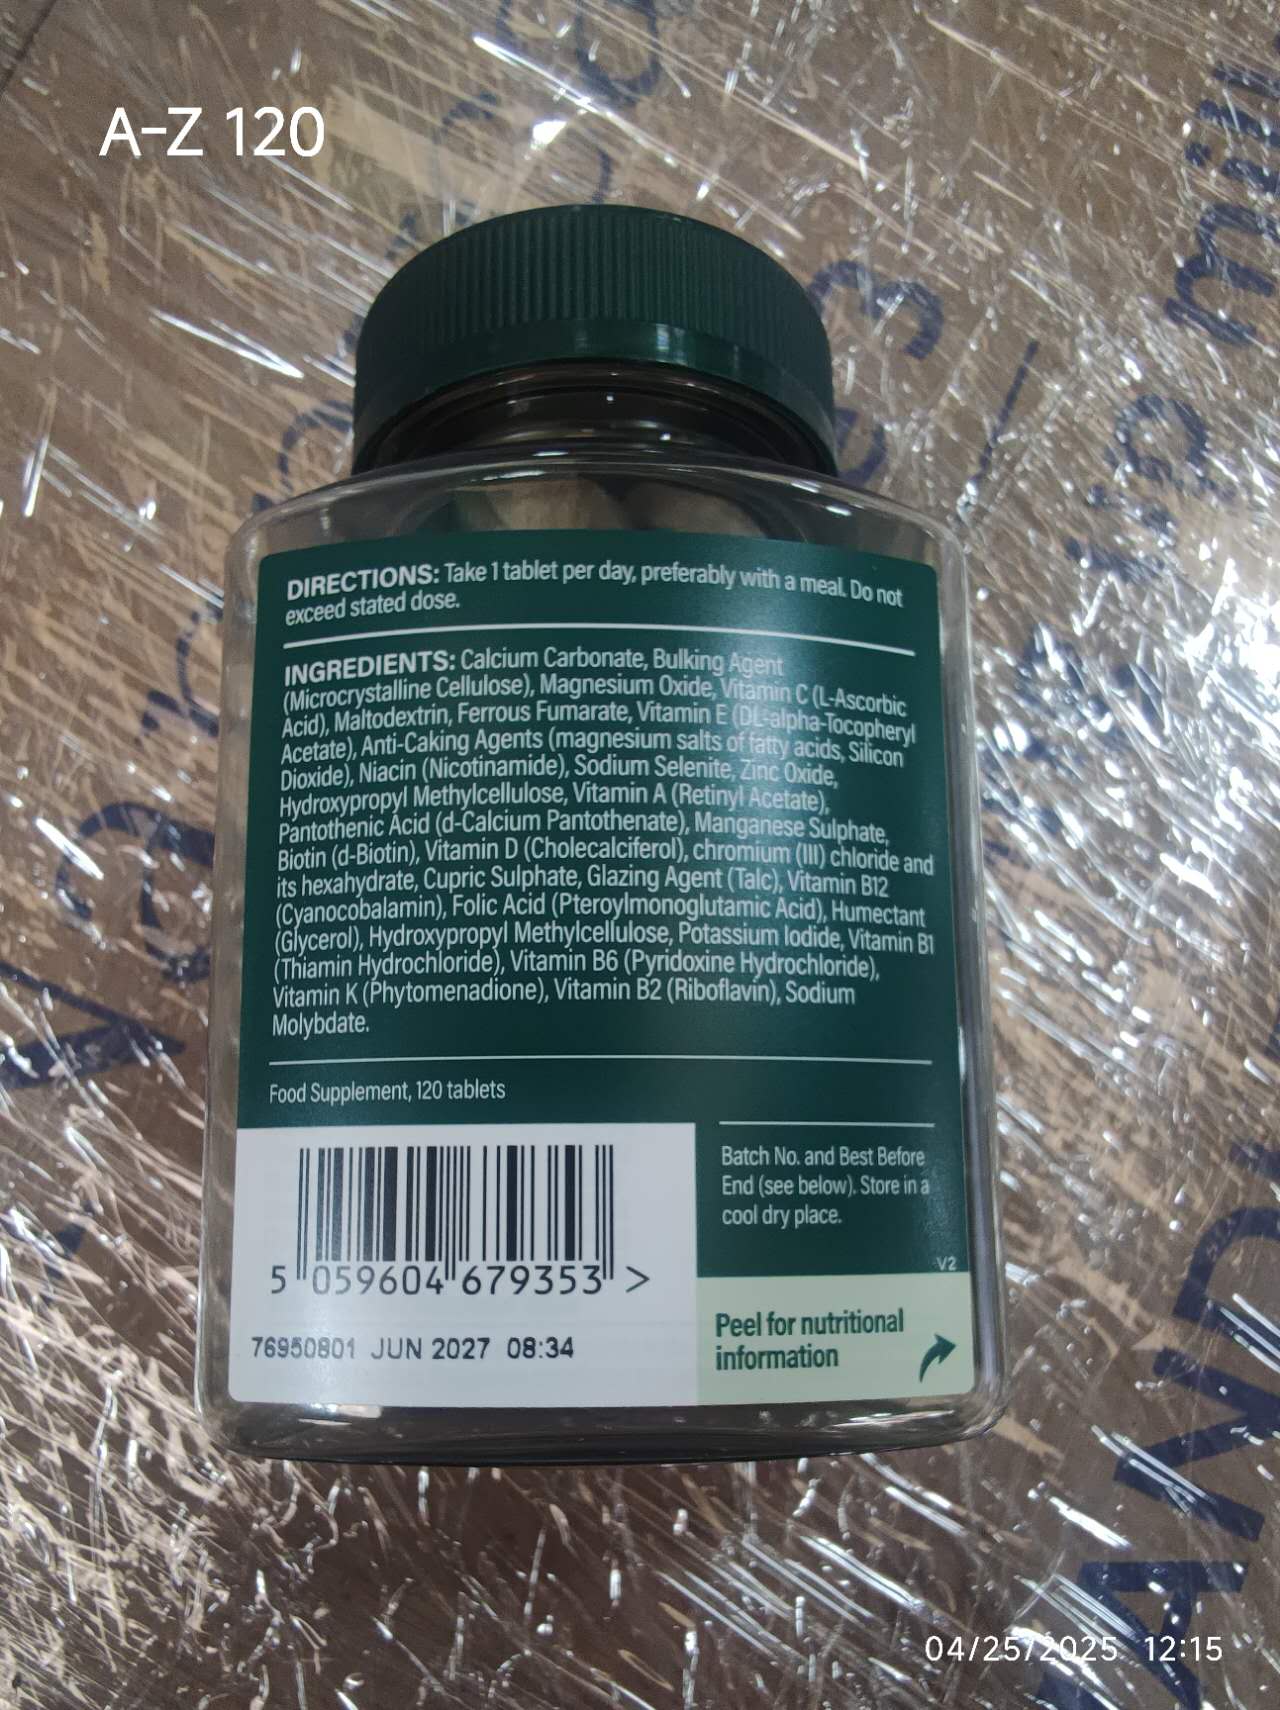 A-Z 120
DIRECTIONS: Take 1 tablet per day, preferably with a meal. Do not
exceed stated dose.
INGREDIENTS: Calcium Carbonate, Bulking Agent
(Microcrystalline Cellulose), Magnesium Oxide, Vitamin C (L-Ascorbic
Acid), Maltodextrin, Ferrous Fumarate, Vitamin E (DL-alpha-Tocopheryl
Acetate), Anti-Caking Agents (magnesium salts of fatty acids, Silicon
Dioxide), Niacin (Nicotinamide), Sodium Selenite, Zinc Oxide,
Hydroxypropyl Methylcellulose, Vitamin A (Retinyl Acetate),
Pantothenic Acid (d-Calcium Pantothenate), Manganese Sulphate,
Biotin (d-Biotin), Vitamin D (Cholecalciferol), chromium (III) chloride and
its hexahydrate, Cupric Sulphate, Glazing Agent (Talc), Vitamin B12
(Cyanocobalamin), Folic Acid (Pteroylmonoglutamic Acid), Humectant
(Glycerol), Hydroxypropyl Methylcellulose, Potassium Iodide, Vitamin B1
(Thiamin Hydrochloride), Vitamin B6 (Pyridoxine Hydrochloride),
Vitamin K (Phytomenadione), Vitamin B2 (Riboflavin), Sodium
Molybdate.
Food Supplement, 120 tablets
Batch No. and Best Before
End (see below). Store in a
cool dry place.
V2
5 059604 679353 >
76950801 JUN 2027 08:34
Peel for nutritional
information
04/25/2025 12:15